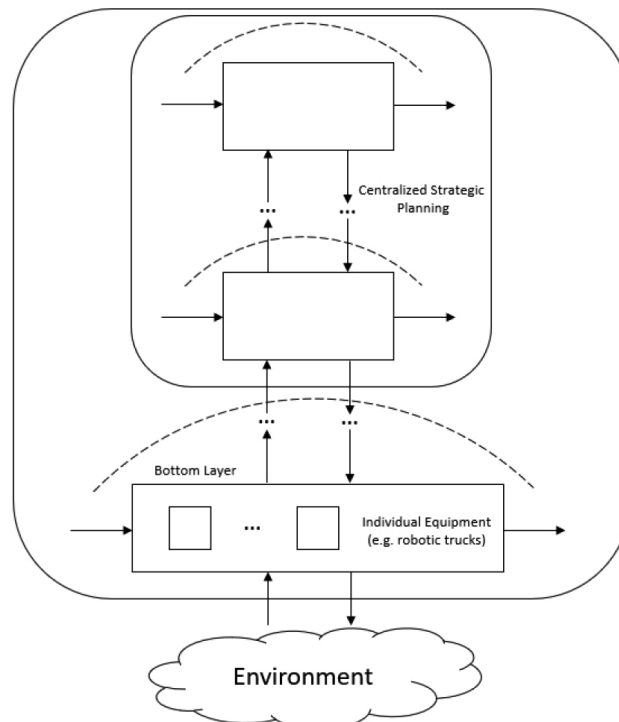 Centralized Strategic
Planning
...
...
...
...
Bottom Layer
...
Individual Equipment
(e.g. robotic trucks)
Environment